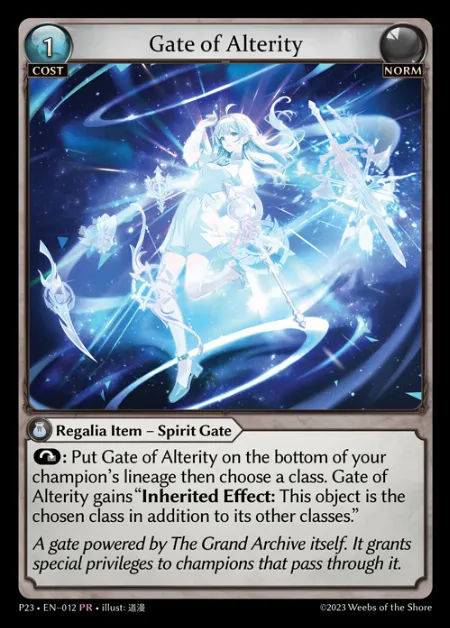 1
Gate of Alterity
COST
NORM
Regalia Item – Spirit Gate
: Put Gate of Alterity on the bottom of your
champion's lineage then choose a class. Gate of
Alterity gains "Inherited Effect: This object is the
chosen class in addition to its other classes."
A gate powered by The Grand Archive itself. It grants
special privileges to champions that pass through it.
P23 • EN–012 PR • illust: 道漫
©2023 Weebs of the Shore